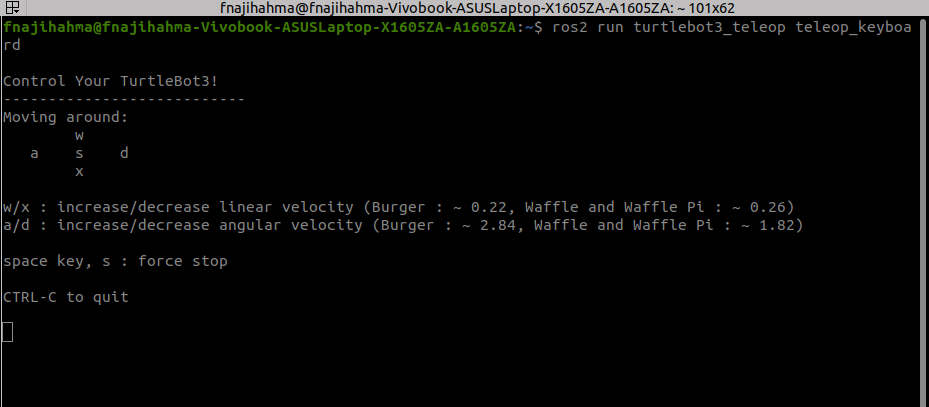 fnajihahma@fnajihahma-Vivobook-ASUSLaptop-X1605ZA-A1605ZA: ~ 101x62
fnajihahma@fnajihahma-Vivobook-ASUSLaptop-X1605ZA-A1605ZA:~$ ros2 run turtlebot3_teleop teleop_keyboa
rd
Control Your TurtleBot3!
---------------------------
Moving around:
w
a s d
x
w/x : increase/decrease linear velocity (Burger : ~ 0.22, Waffle and Waffle Pi : ~ 0.26)
a/d : increase/decrease angular velocity (Burger : ~ 2.84, Waffle and Waffle Pi : ~ 1.82)
space key, s : force stop
CTRL-C to quit